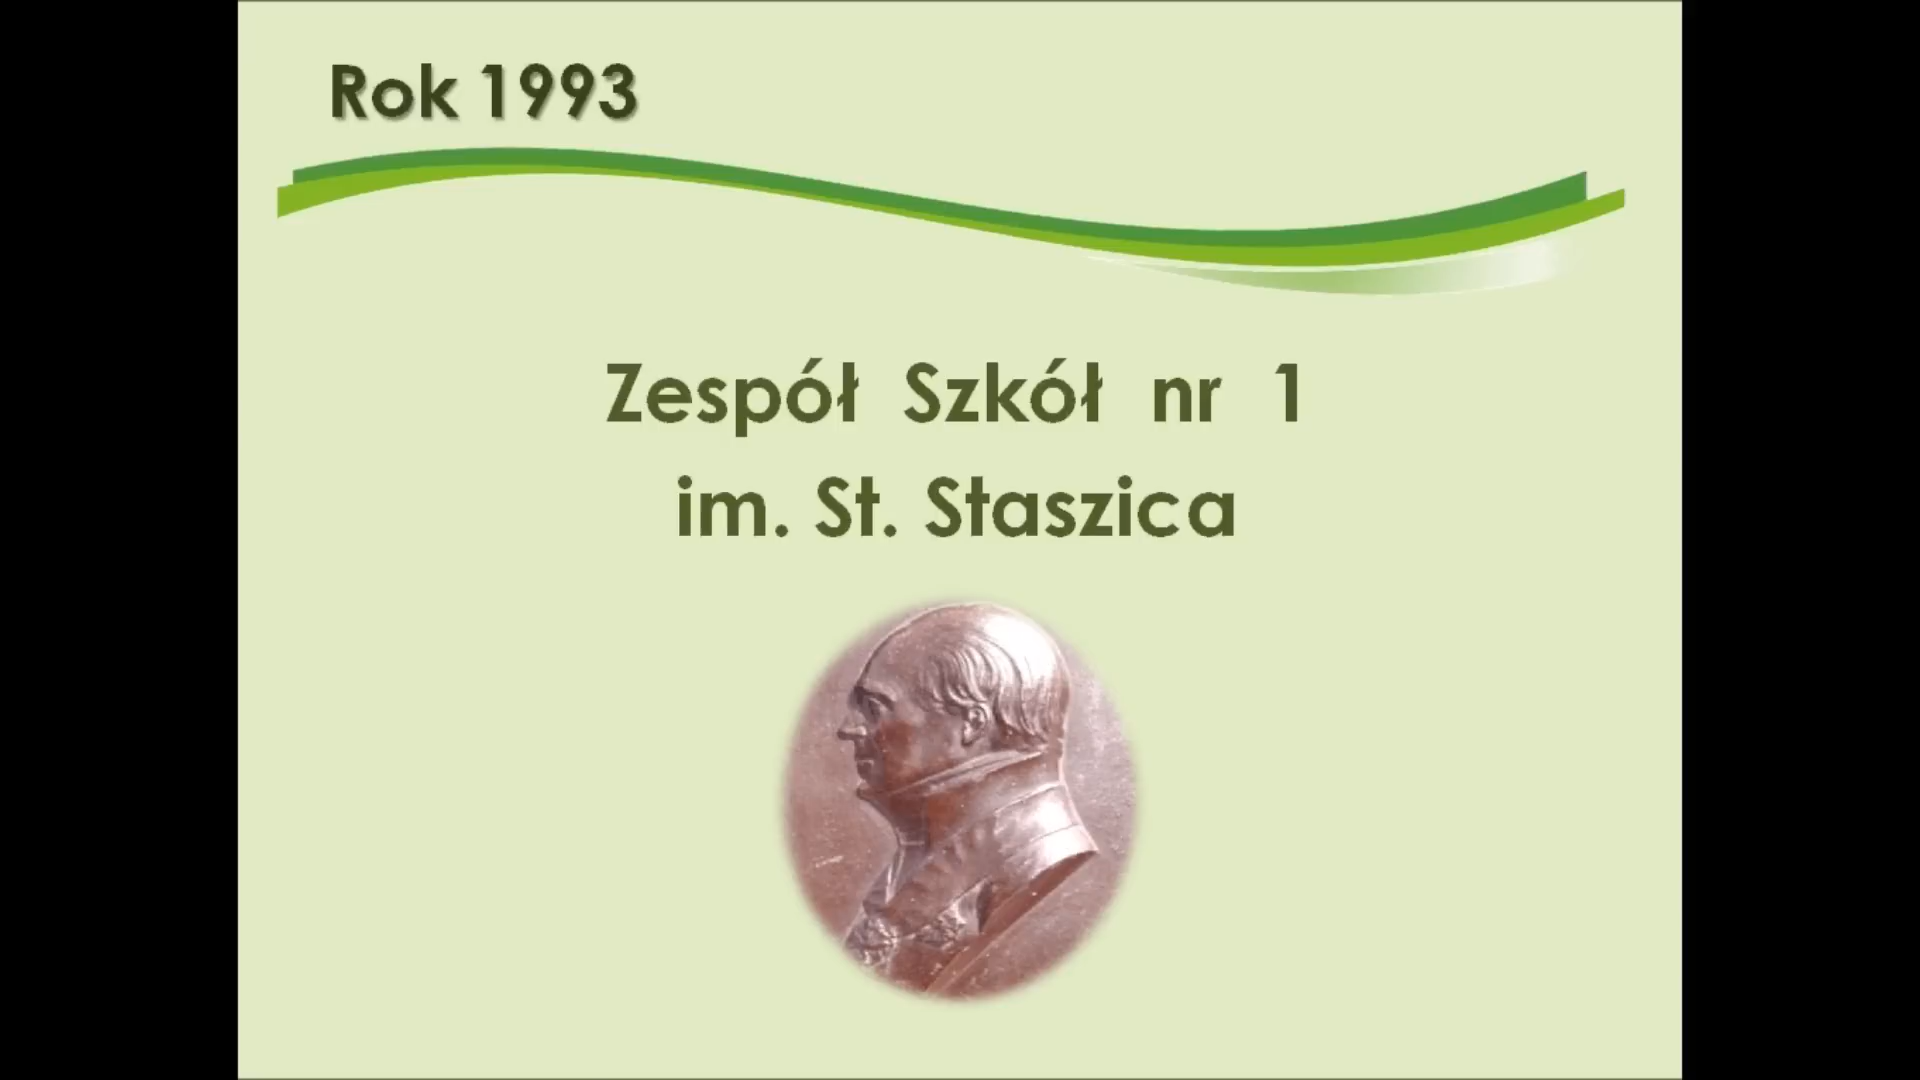 Rok 1993
Zespół Szkół nr 1
im. St. Staszica